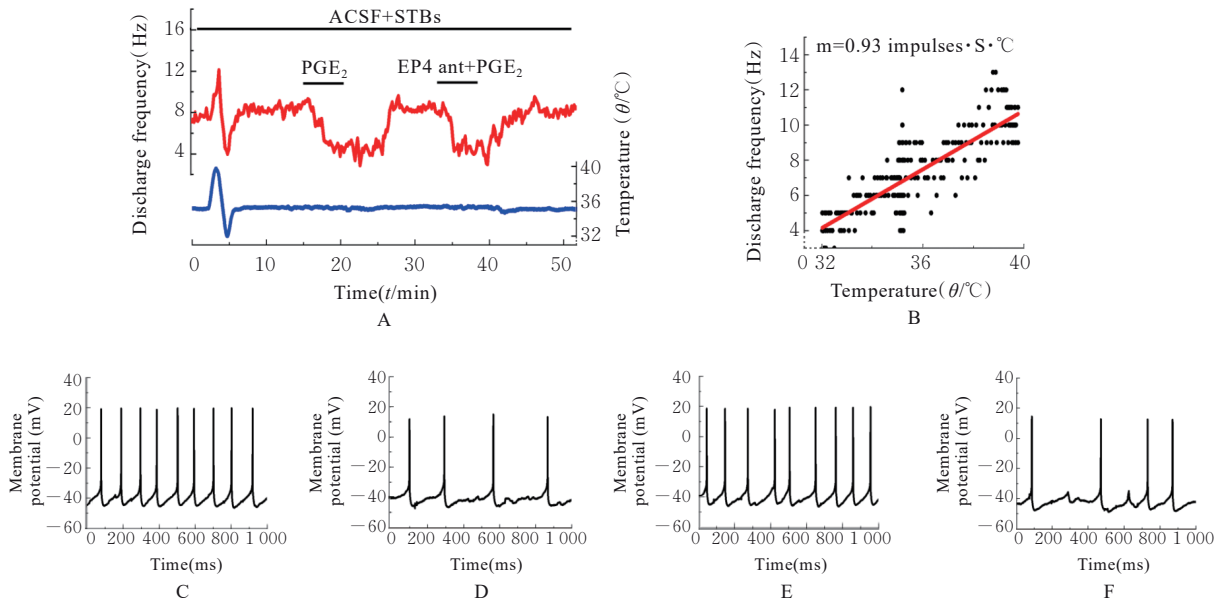 ACSF+STBs
Discharge frequency(Hz)
16
12
8
4
PGE₂
EP4 ant+PGE₂
Temperature(θ/℃)
40
36
32
0
10
20
30
40
50
Time(t/min)
A
m=0.93 impulses·S·℃
Discharge frequency(Hz)
14
12
10
8
6
4
0
32
36
40
Temperature(θ/℃)
B
Membrane
potential (mV)
40
20
0
−20
−40
−60
0 200 400 600 800 1 000
Time(ms)
C
Membrane
potential (mV)
40
20
0
−20
−40
−60
0 200 400 600 800 1 000
Time(ms)
D
Membrane
potential (mV)
40
20
0
−20
−40
−60
0 200 400 600 800 1 000
Time(ms)
E
Membrane
potential (mV)
40
20
0
−20
−40
−60
0 200 400 600 800 1 000
Time(ms)
F